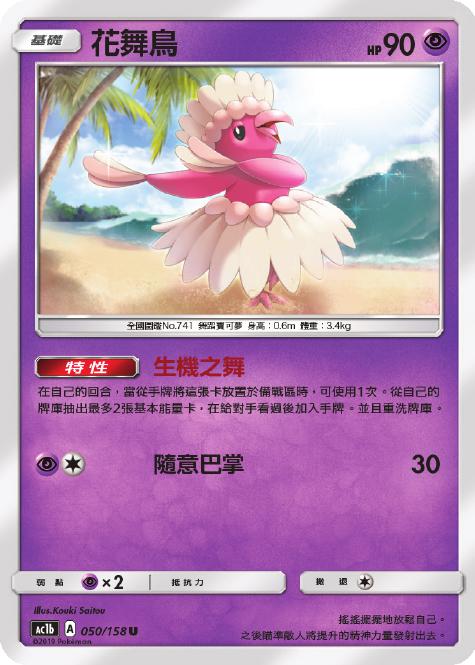 基礎 花舞鳥 HP 90
全國圖鑑No.741 舞蹈寶可夢 身高：0.6m 體重：3.4kg
特性 生機之舞
在自己的回合，當從手牌將這張卡放置於備戰區時，可使用1次。從自己的
牌庫抽出最多2張基本能量卡，在給對手看過後加入手牌。並且重洗牌庫。
隨意巴掌 30
弱點 ×2 抵抗力 撤退
Illus.Kouki Saitou
AC1b A 050/158 U
©2019 Pokémon
搖搖擺擺地放鬆自己。
之後瞄準敵人將提升的精神力量發射出去。